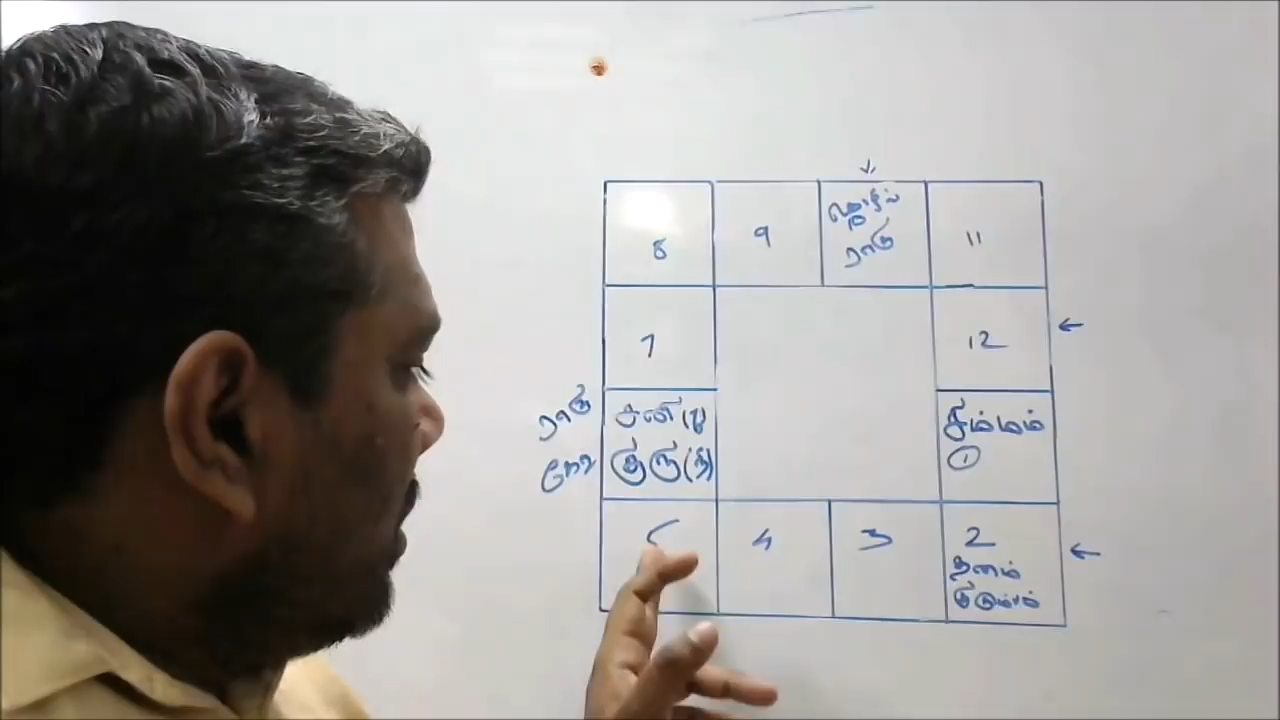 8
9
ராகு
11
7
12
ராகு
சனி
குரு(நீ)
சிம்மம்
1
5
4
3
2
தனம்
குடும்பம்